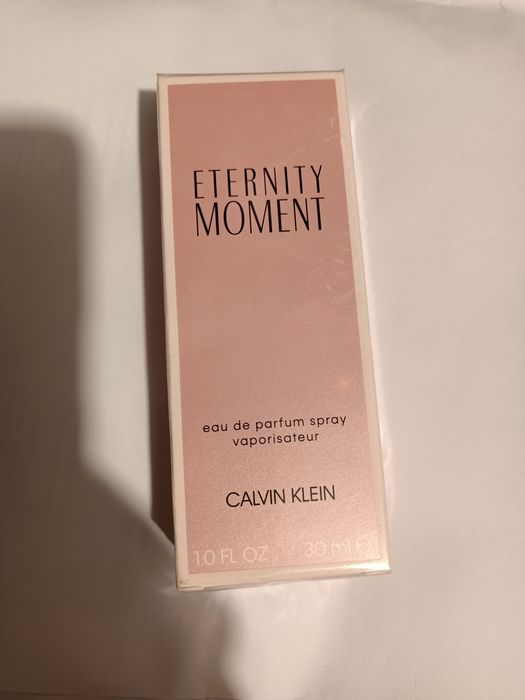 ETERNITY
MOMENT
eau de parfum spray
vaporisateur
CALVIN KLEIN
1.0 FL OZ 30 ml e